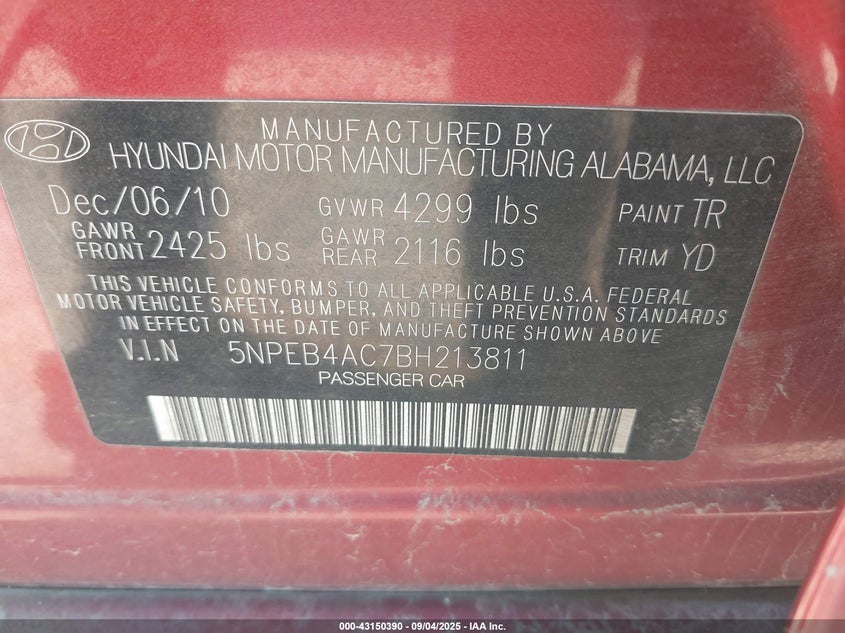 MANUFACTURED BY
HYUNDAI MOTOR MANUFACTURING ALABAMA, LLC
Dec/06/10 GVWR 4299 lbs PAINT TR
GAWR FRONT 2425 lbs GAWR REAR 2116 lbs TRIM YD
THIS VEHICLE CONFORMS TO ALL APPLICABLE U.S.A. FEDERAL
MOTOR VEHICLE SAFETY, BUMPER, AND THEFT PREVENTION STANDARDS
IN EFFECT ON THE DATE OF MANUFACTURE SHOWN ABOVE
V.I.N 5NPEB4AC7BH213811
PASSENGER CAR
000-43150390 - 09/04/2025 - IAA Inc.